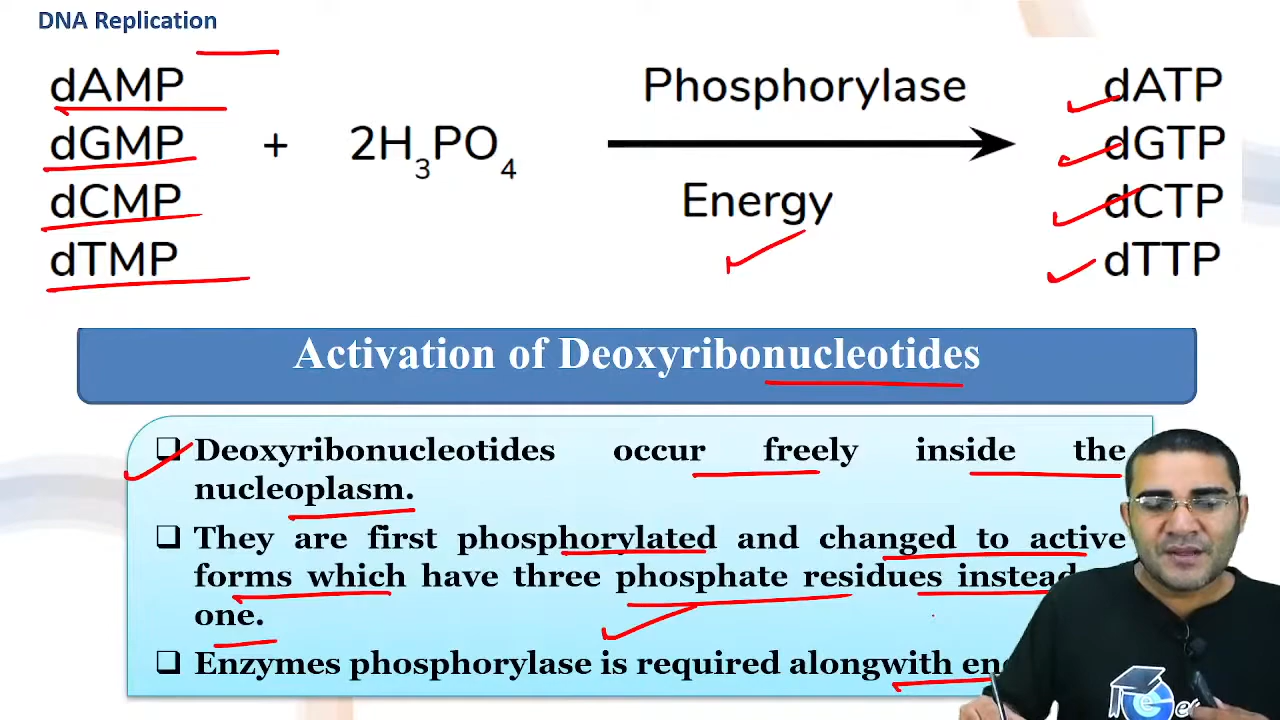 DNA Replication
dAMP
dGMP + 2H3PO4 Phosphorylase dATP
dCMP Energy dGTP
dTMP dCTP
dTTP
Activation of Deoxyribonucleotides
❑ Deoxyribonucleotides occur freely inside the
nucleoplasm.
❑ They are first phosphorylated and changed to active
forms which have three phosphate residues instead
one.
❑ Enzymes phosphorylase is required alongwith